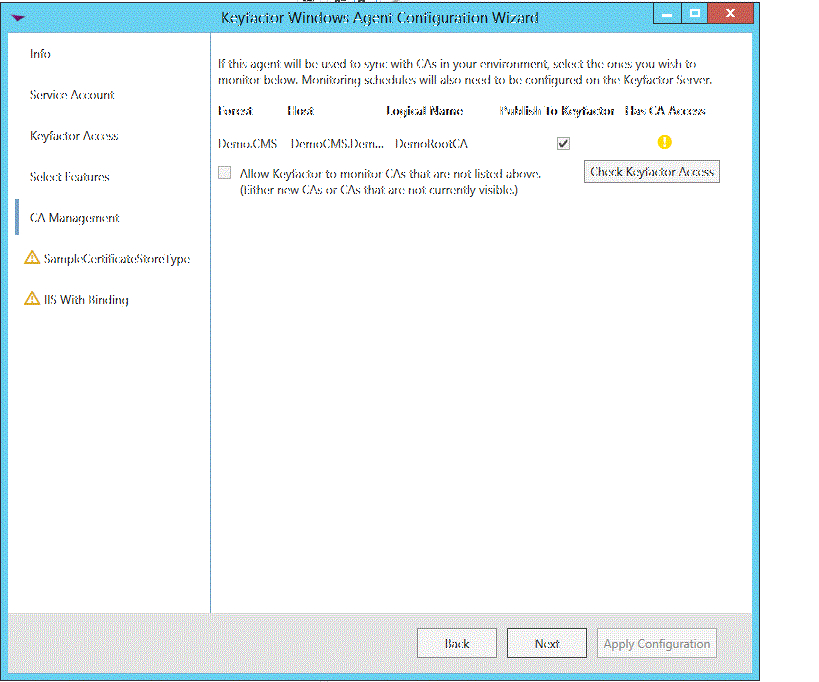 Keyfactor Windows Agent Configuration Wizard
Info
Service Account
Keyfactor Access
Select Features
CA Management
SampleCertificateStoreType
IIS With Binding
If this agent will be used to sync with CAs in your environment, select the ones you wish to
monitor below. Monitoring schedules will also need to be configured on the Keyfactor Server.
Forest Host Logical Name Publish To Keyfactor Has CA Access
Demo.CMS DemoCMS.Dem... DemoRootCA
Allow Keyfactor to monitor CAs that are not listed above.
(Either new CAs or CAs that are not currently visible.)
Check Keyfactor Access
Back Next Apply Configuration